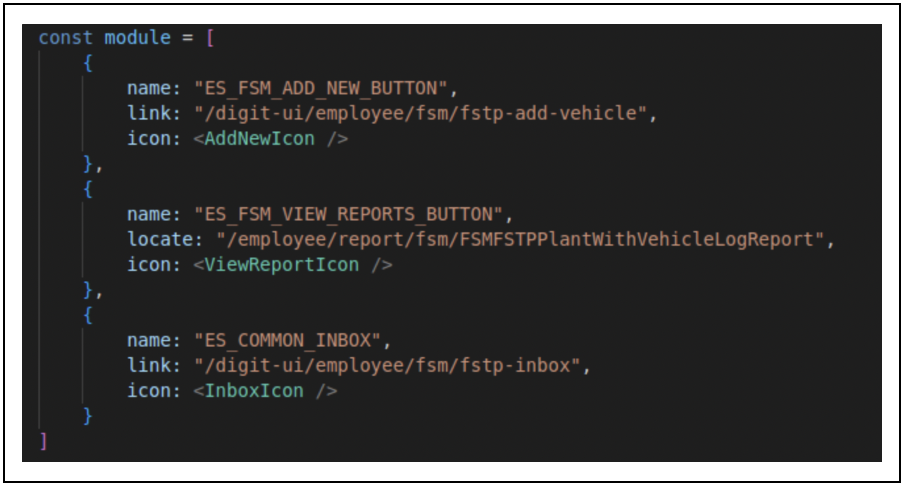 const module = [
{
name: "ES_FSM_ADD_NEW_BUTTON",
link: "/digit-ui/employee/fsm/fstp-add-vehicle",
icon: <AddNewIcon />
},
{
name: "ES_FSM_VIEW_REPORTS_BUTTON",
locate: "/employee/report/fsm/FSMFSTPPlantWithVehicleLogReport",
icon: <ViewReportIcon />
},
{
name: "ES_COMMON_INBOX",
link: "/digit-ui/employee/fsm/fstp-inbox",
icon: <InboxIcon />
}
]